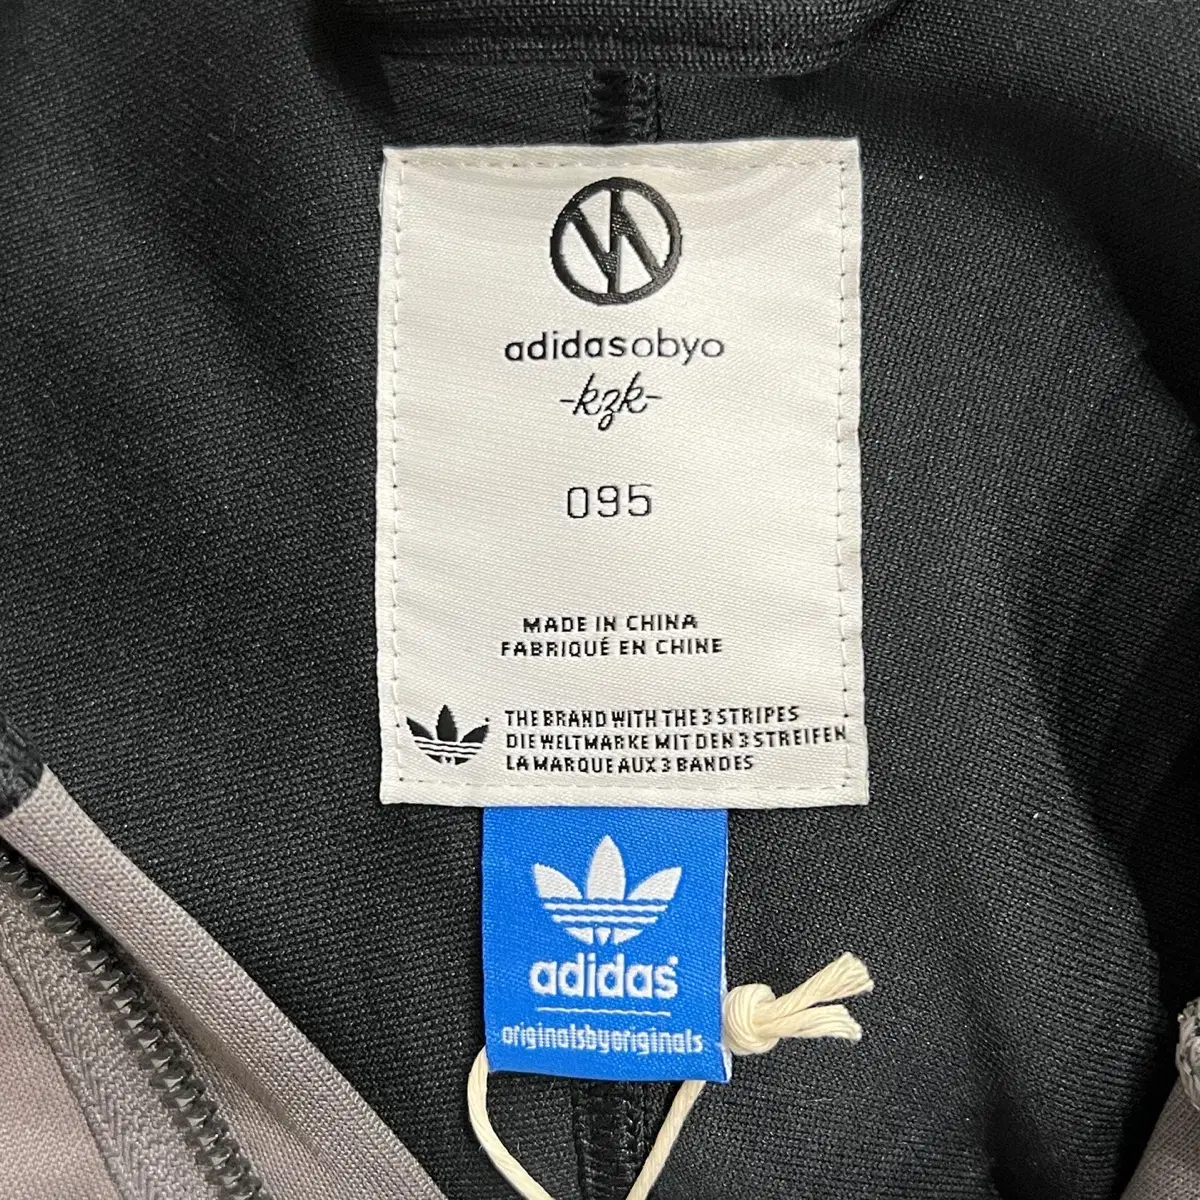 adidasobyo
-kzk-
095
MADE IN CHINA
FABRIQUÉ EN CHINE
THE BRAND WITH THE 3 STRIPES
DIE WELTMARKE MIT DEN 3 STREIFEN
LA MARQUE AUX 3 BANDES
adidas
originalsbyoriginals